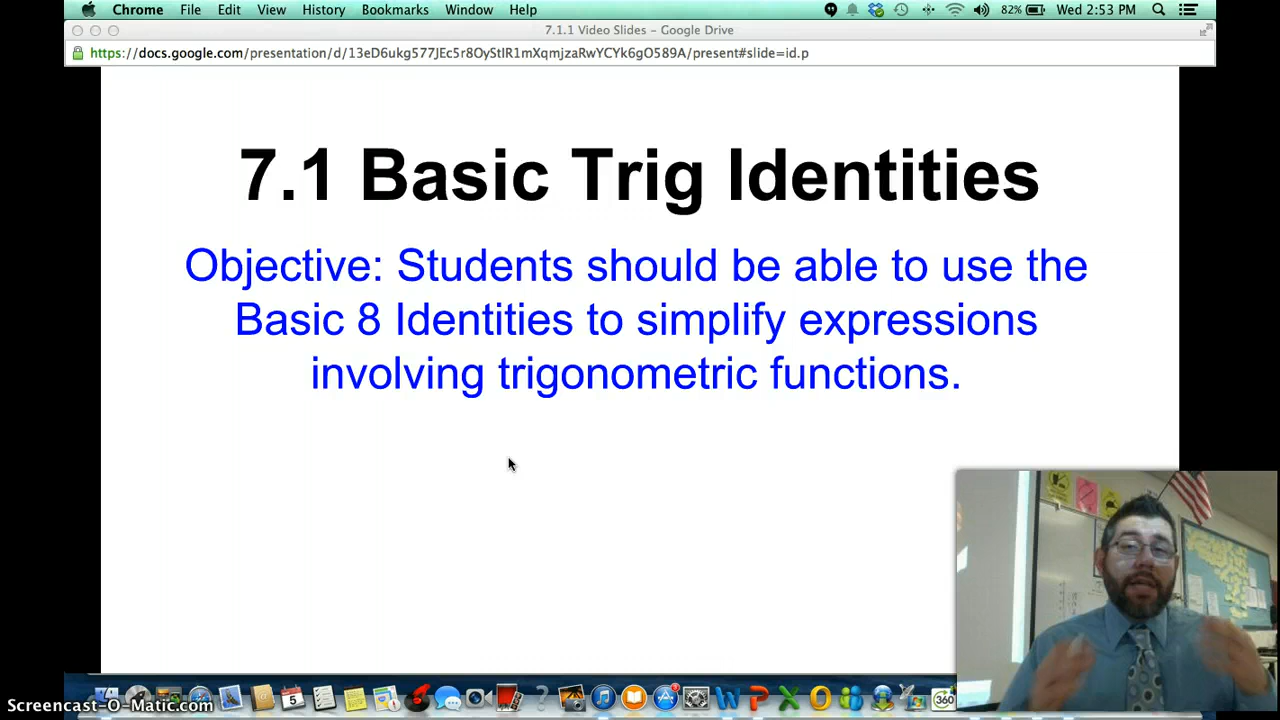 Chrome File Edit View History Bookmarks Window Help 82% Wed 2:53 PM
7.1.1 Video Slides – Google Drive
https://docs.google.com/presentation/d/13eD6ukg577JEc5r8OyStIR1mXqmjzaRwYCYk6gO589A/present#slide=id.p
7.1 Basic Trig Identities
Objective: Students should be able to use the
Basic 8 Identities to simplify expressions
involving trigonometric functions.
5
360
Screencast-O-Matic.com